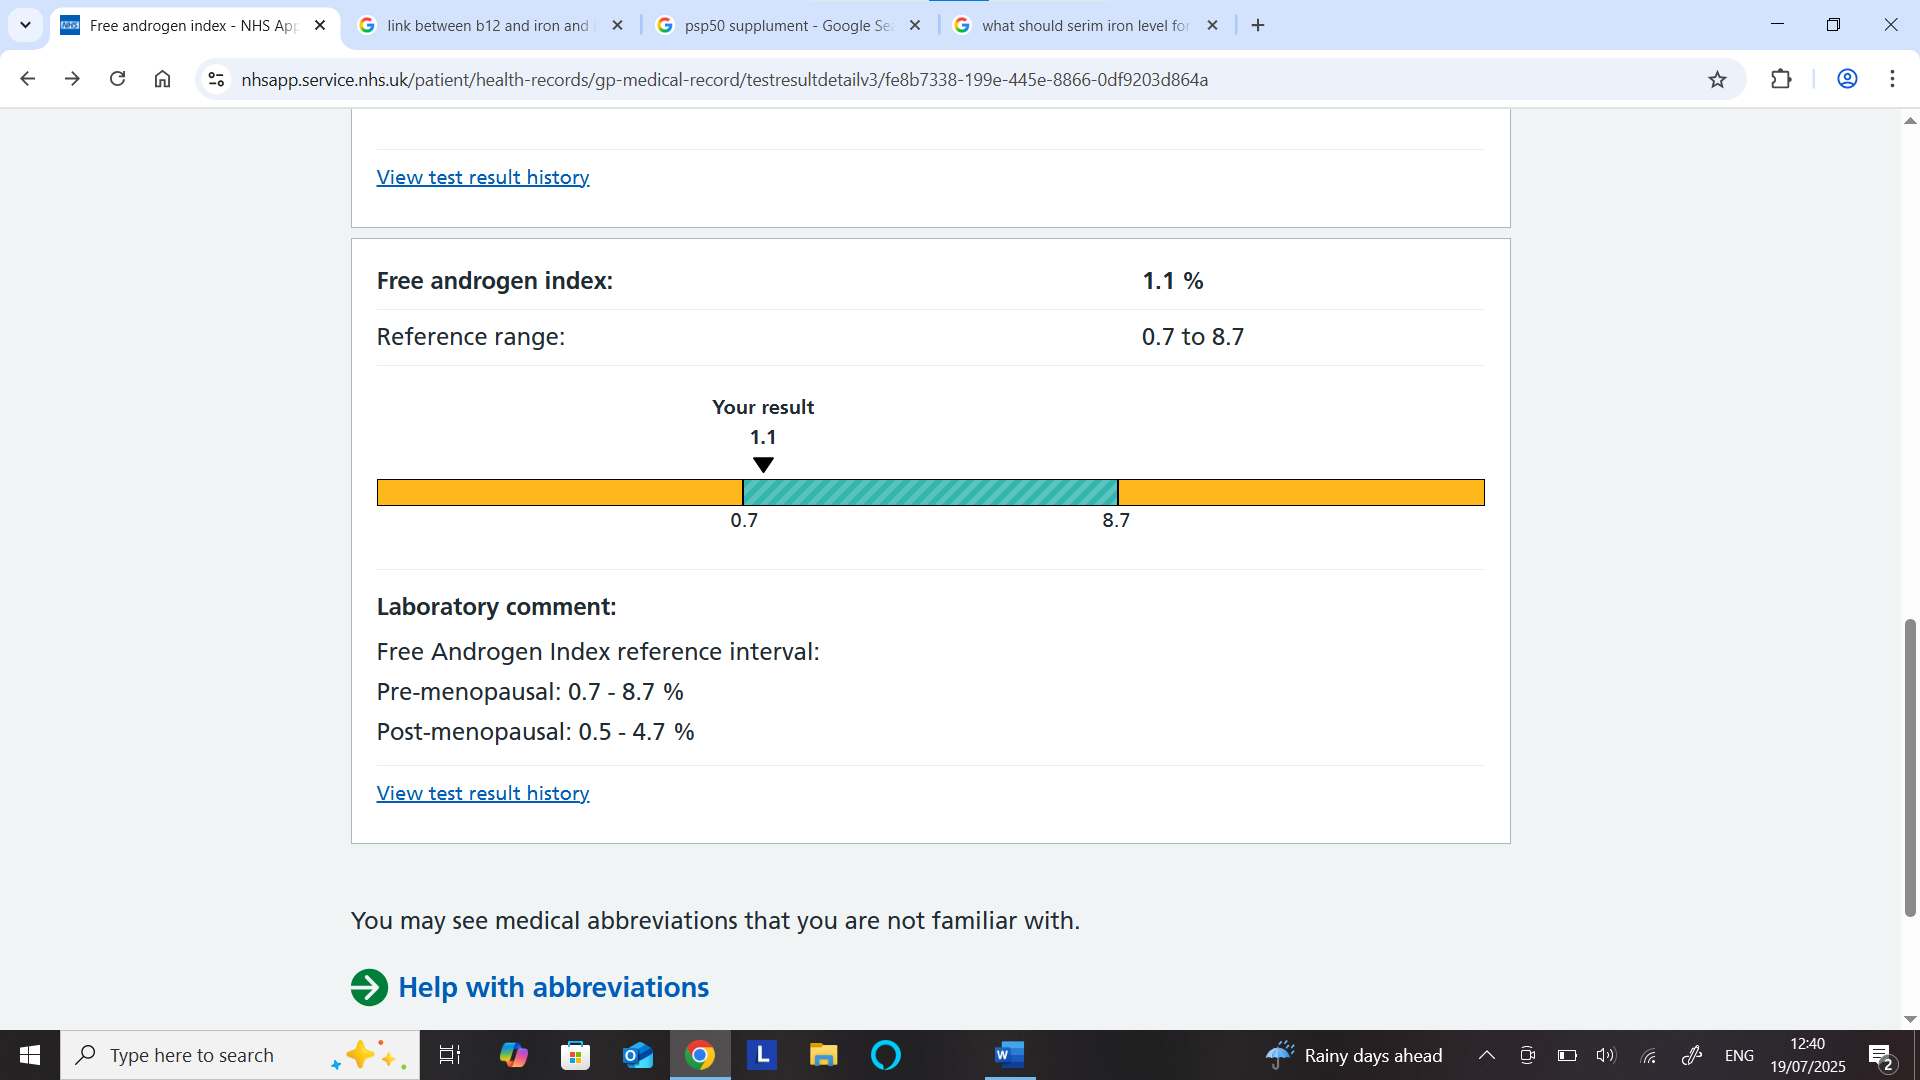 Free androgen index - NHS App
link between b12 and iron and
psp50 supplument - Google Sea
what should serim iron level for
nhsapp.service.nhs.uk/patient/health-records/gp-medical-record/testresultdetailv3/fe8b7338-199e-445e-8866-0df9203d864a
View test result history
Free androgen index: 1.1 %
Reference range: 0.7 to 8.7
Your result
1.1
0.7 8.7
Laboratory comment:
Free Androgen Index reference interval:
Pre-menopausal: 0.7 - 8.7 %
Post-menopausal: 0.5 - 4.7 %
View test result history
You may see medical abbreviations that you are not familiar with.
Help with abbreviations
Type here to search
Rainy days ahead
ENG
12:40
19/07/2025
2